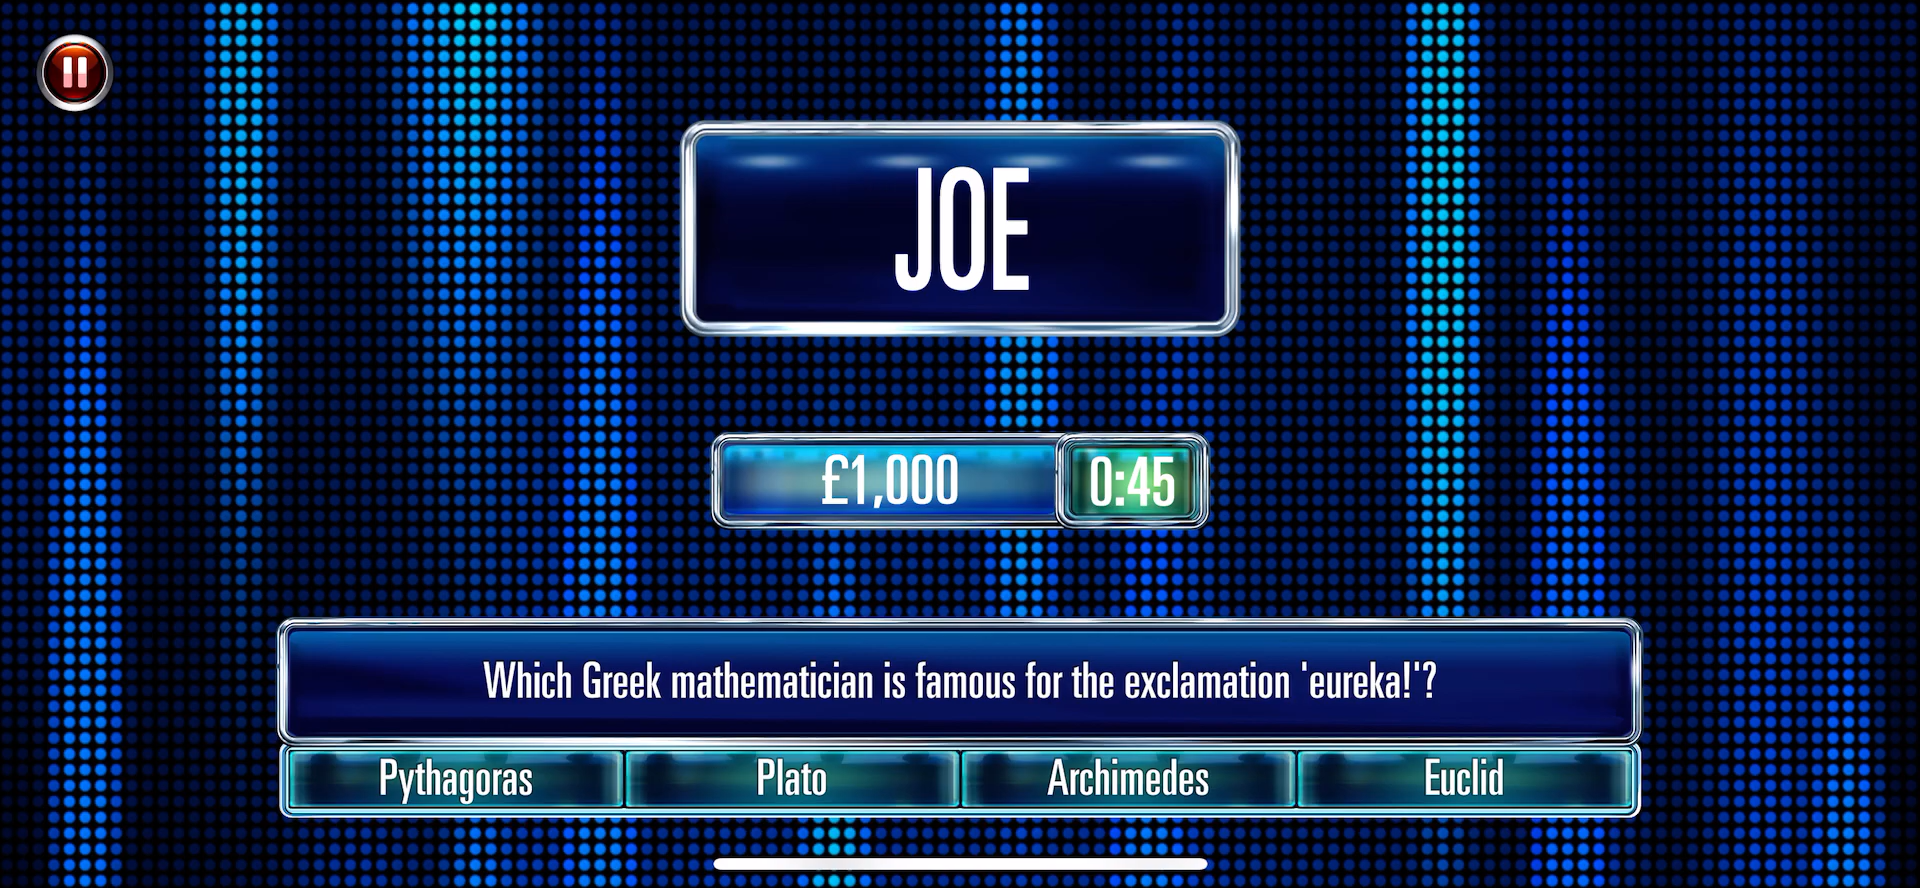 JOE
£1,000
0:45
Which Greek mathematician is famous for the exclamation 'eureka!'?
Pythagoras
Plato
Archimedes
Euclid